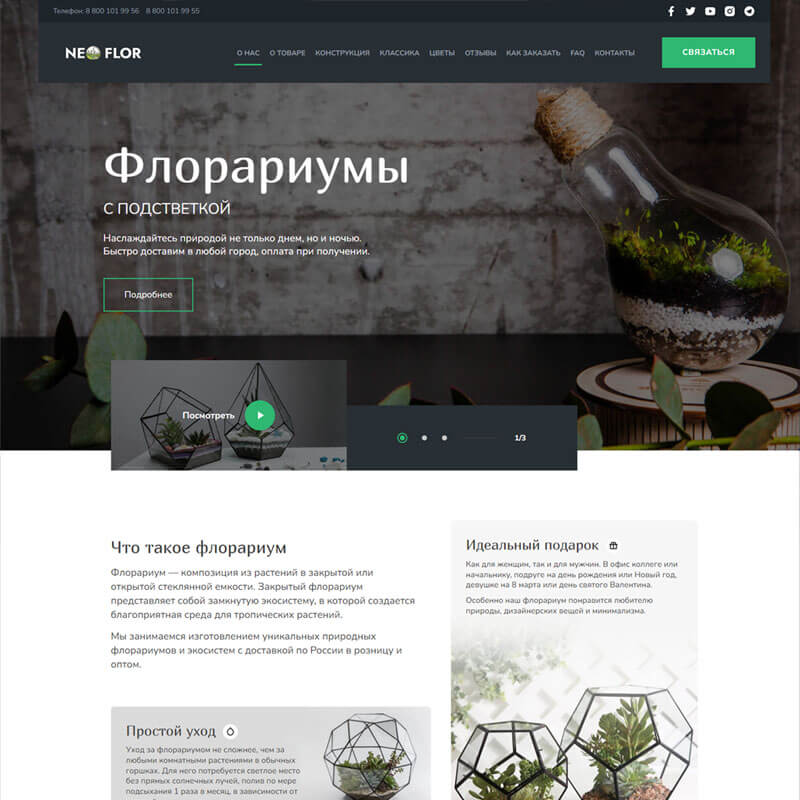 Телефон: 8 800 101 99 56 8 800 101 99 55
NEO FLOR
О НАС О ТОВАРЕ КОНСТРУКЦИЯ КЛАССИКА ЦВЕТЫ ОТЗЫВЫ КАК ЗАКАЗАТЬ FAQ КОНТАКТЫ
СВЯЗАТЬСЯ
Флорариумы
С ПОДСТВЕТКОЙ
Наслаждайтесь природой не только днем, но и ночью.
Быстро доставим в любой город, оплата при получении.
Подробнее
Посмотреть
1/3
Что такое флорариум
Флорариум — композиция из растений в закрытой или
открытой стеклянной емкости. Закрытый флорариум
представляет собой замкнутую экосистему, в которой создается
благоприятная среда для тропических растений.
Мы занимаемся изготовлением уникальных природных
флорариумов и экосистем с доставкой по России в розницу и
оптом.
Идеальный подарок
Как для женщин, так и для мужчин. В офис коллеге или
начальнику, подруге на день рождения или Новый год,
девушке на 8 марта или день святого Валентина.
Особенно наш флорариум понравится любителю
природы, дизайнерских вещей и минимализма.
Простой уход
Уход за флорариумом не сложнее, чем за
любыми комнатными растениями в обычных
горшках. Для него потребуется светлое место
без прямых солнечных лучей, полив по мере
подсыхания 1 раза в месяц, в зависимости от